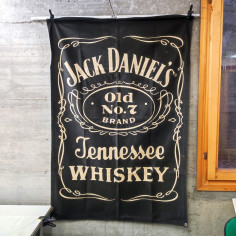 JACK DANIEL'S
Old
No.7
BRAND
Tennessee
WHISKEY